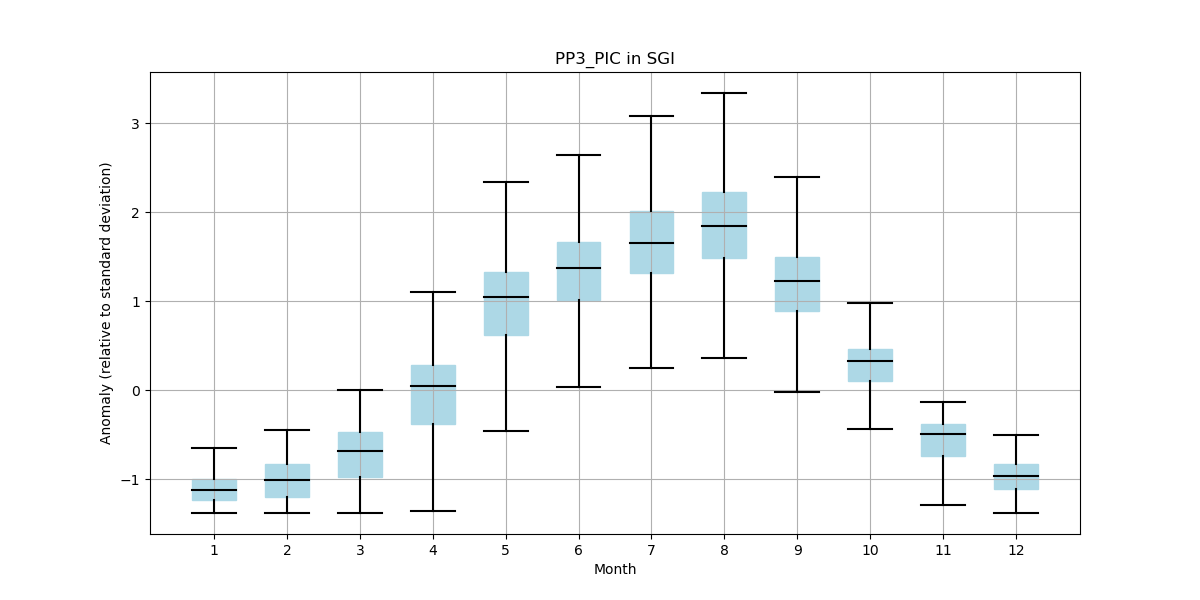 PP3_PIC in SGI
Anomaly (relative to standard deviation)
3
2
1
0
−1
1 2 3 4 5 6 7 8 9 10 11 12
Month